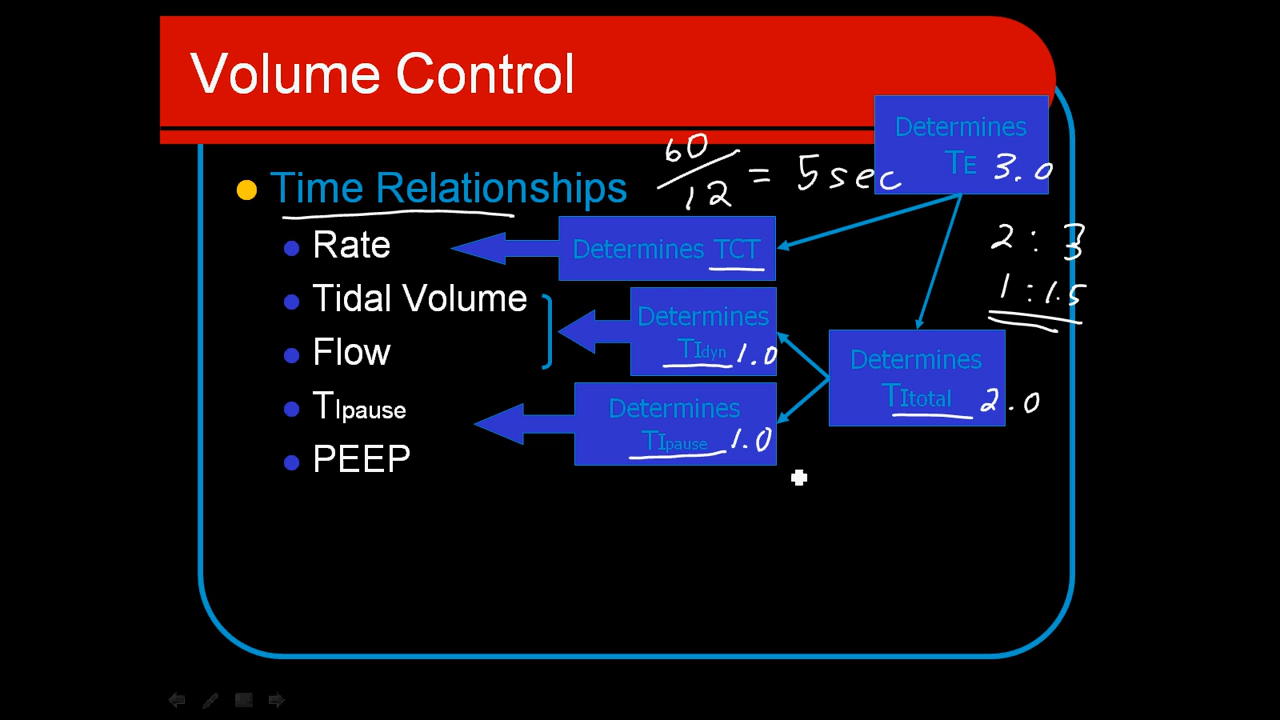 Volume Control
Determines
TE 3.0
60
12
= 5 sec
Time Relationships
2 : 3
1 : 1.5
Rate
Determines TCT
Tidal Volume
Determines
TIdyn 1.0
Flow
Determines
TItotal 2.0
TIpause
Determines
TIpause 1.0
PEEP